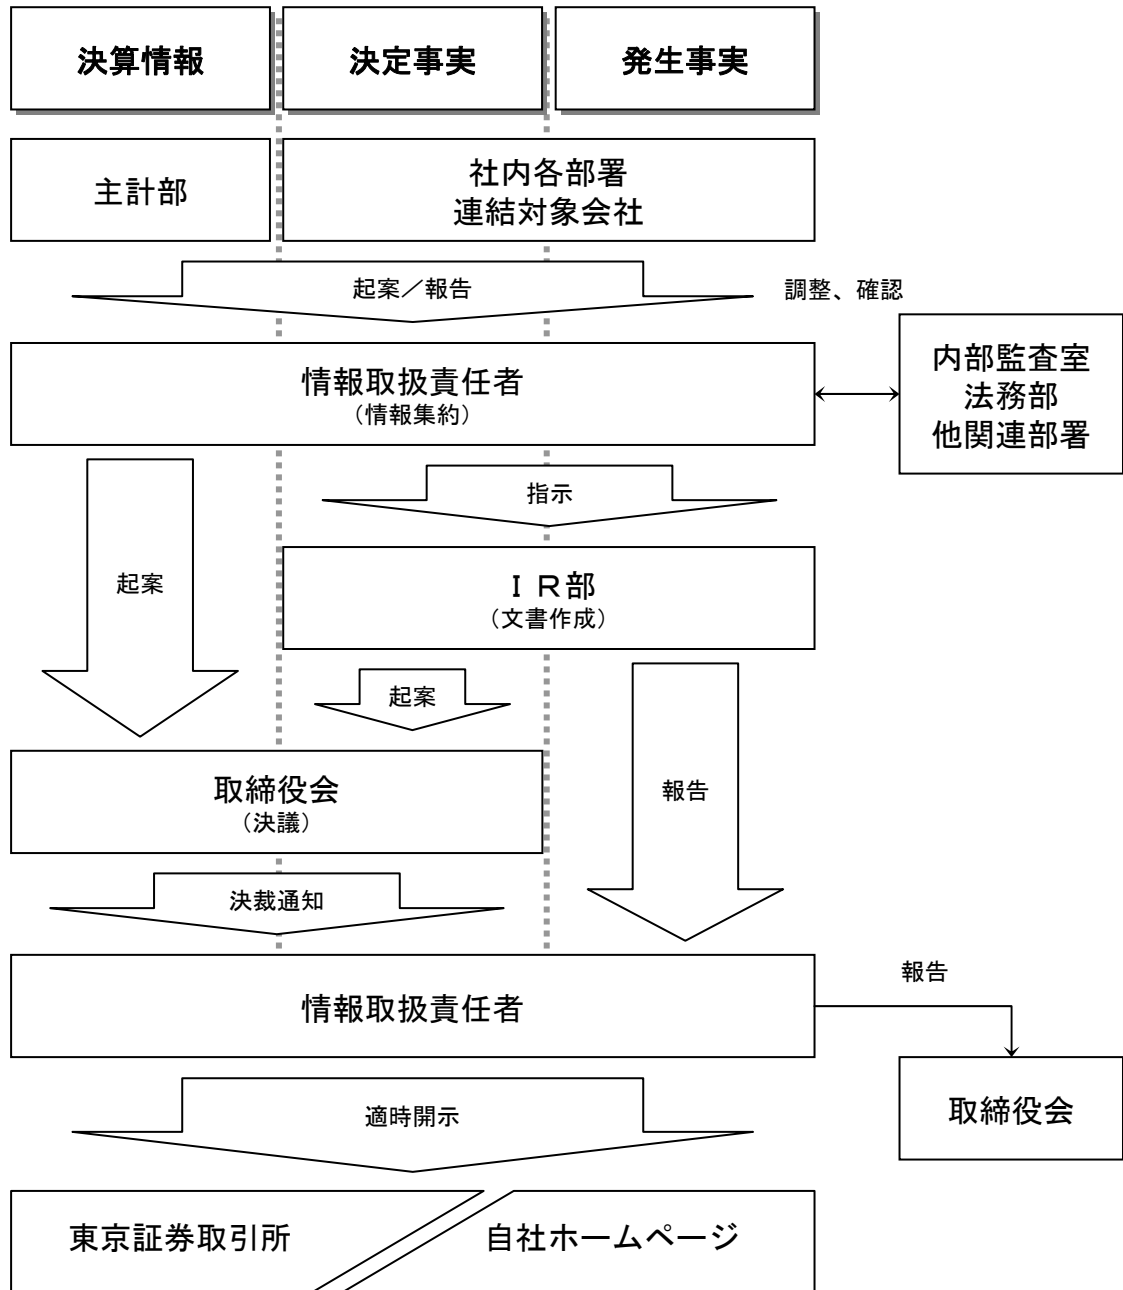 決算情報
決定事実
発生事実
主計部
社内各部署
連結対象会社
起案／報告
調整、確認
情報取扱責任者
（情報集約）
内部監査室
法務部
他関連部署
指示
起案
ＩＲ部
（文書作成）
起案
取締役会
（決議）
報告
決裁通知
情報取扱責任者
報告
取締役会
適時開示
東京証券取引所
自社ホームページ